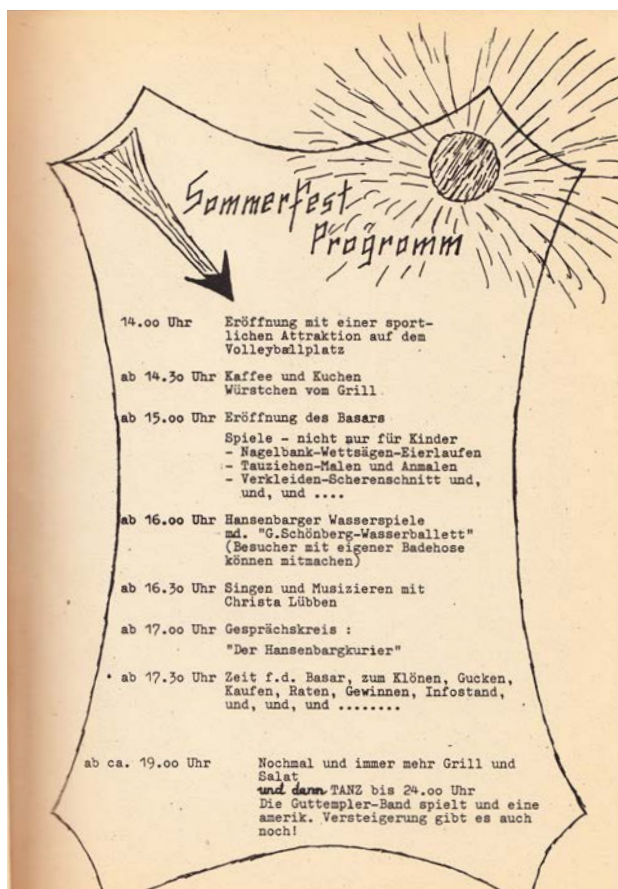 Sommerfest
Programm
14.oo Uhr Eröffnung mit einer sport-
lichen Attraktion auf dem
Volleyballplatz
ab 14.3o Uhr Kaffee und Kuchen
Würstchen vom Grill
ab 15.oo Uhr Eröffnung des Basars
Spiele - nicht nur für Kinder
- Nagelbank-Wettsägen-Eierlaufen
- Tauziehen-Malen und Anmalen
- Verkleiden-Scherenschnitt und,
und, und ....
ab 16.oo Uhr Hansenbarger Wasserspiele
md. "G.Schönberg-Wasserballett"
(Besucher mit eigener Badehose
können mitmachen)
ab 16.3o Uhr Singen und Musizieren mit
Christa Lübben
ab 17.oo Uhr Gesprächskreis :
"Der Hansenbargkurier"
ab 17.3o Uhr Zeit f.d. Basar, zum Klönen, Gucken,
Kaufen, Raten, Gewinnen, Infostand,
und, und, und ........
ab ca. 19.oo Uhr Nochmal und immer mehr Grill und
Salat
und dann TANZ bis 24.oo Uhr
Die Guttempler-Band spielt und eine
amerik. Versteigerung gibt es auch
noch!